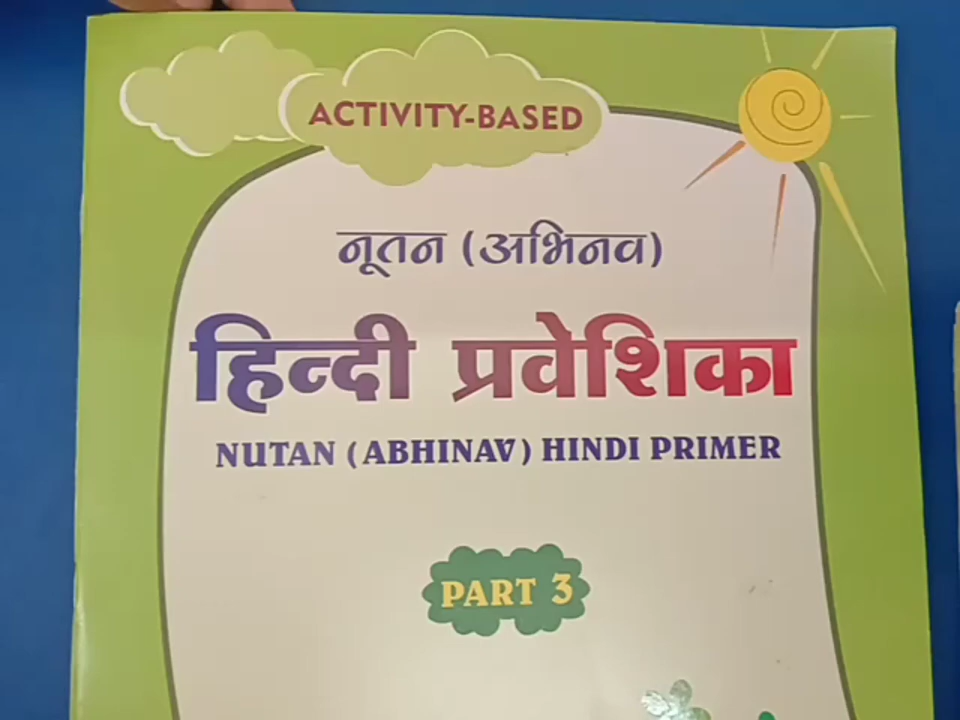 ACTIVITY-BASED
नूतन (अभिनव)
हिन्दी प्रवेशिका
NUTAN (ABHINAV) HINDI PRIMER
PART 3